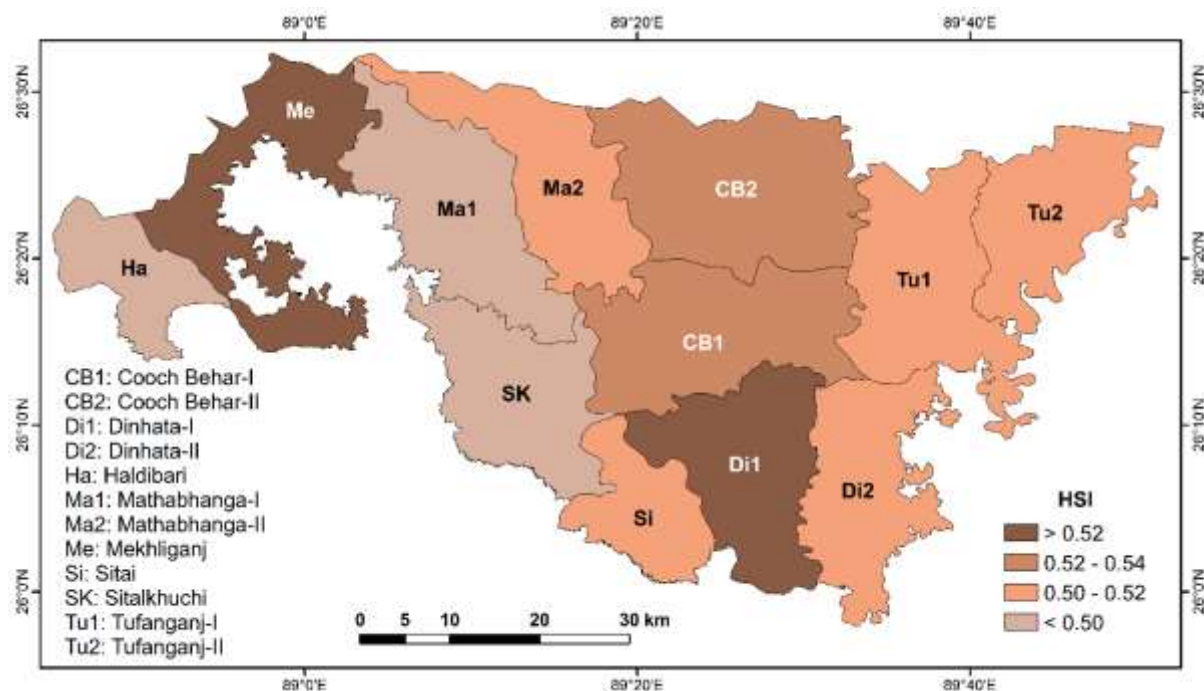 89°0'E 89°20'E 89°40'E
26°30'N 26°30'N
Me
Ma2 CB2
Ma1 Tu2
26°20'N Ha 26°20'N
Tu1
CB1
CB1: Cooch Behar-I
CB2: Cooch Behar-II
SK
Di1: Dinhata-I
26°10'N 26°10'N
Di2: Dinhata-II
Di1
Ha: Haldibari
Di2
Ma1: Mathabhanga-I
HSI
Si
Ma2: Mathabhanga-II
> 0.52
Me: Mekhliganj
0.52 - 0.54
Si: Sitai
26°0'N 26°0'N
SK: Sitalkhuchi
0 5 10 20 30 km
0.50 - 0.52
Tu1: Tufanganj-I
< 0.50
Tu2: Tufanganj-II
89°0'E 89°20'E 89°40'E